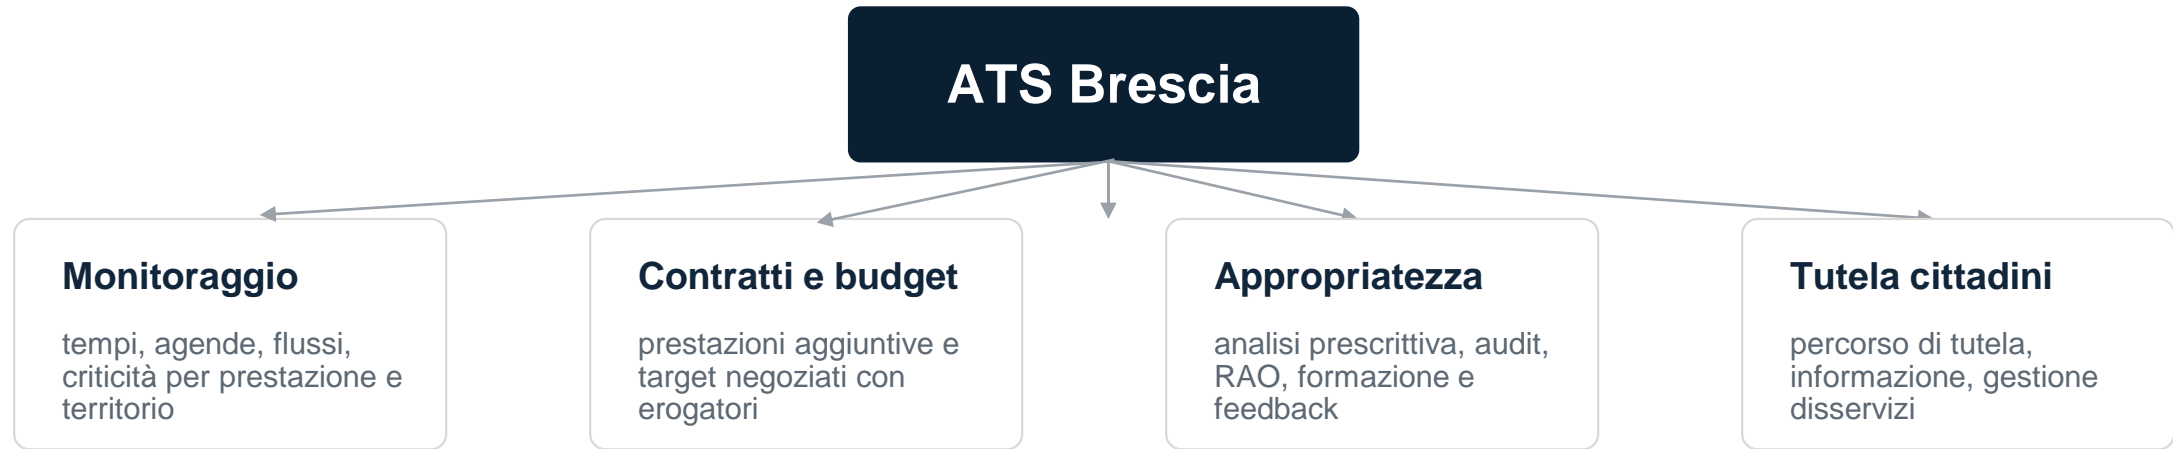 ATS Brescia
Monitoraggio
tempi, agende, flussi,
criticità per prestazione e
territorio
Contratti e budget
prestazioni aggiuntive e
target negoziati con
erogatori
Appropriatezza
analisi prescrittiva, audit,
RAO, formazione e
feedback
Tutela cittadini
percorso di tutela,
informazione, gestione
disservizi